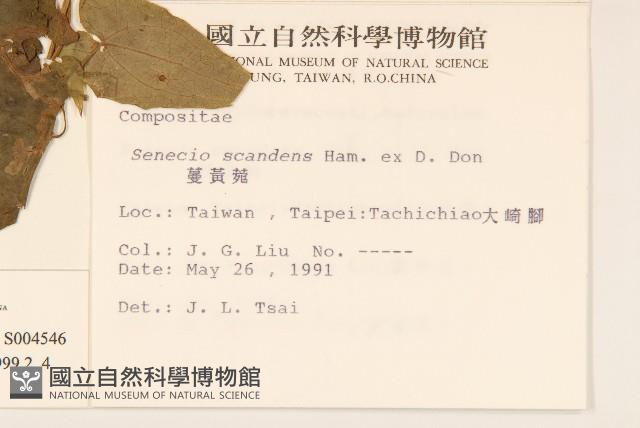 國立自然科學博物館
NATIONAL MUSEUM OF NATURAL SCIENCE
TAIWAN, R.O.CHINA
Compositae
Senecio scandens Ham. ex D. Don
蔓黃菀
Loc.: Taiwan , Taipei:Tachichiao大崎腳
Col.: J. G. Liu No. -----
Date: May 26 , 1991
Det.: J. L. Tsai
S004546
99 2 4
國立自然科學博物館
NATIONAL MUSEUM OF NATURAL SCIENCE